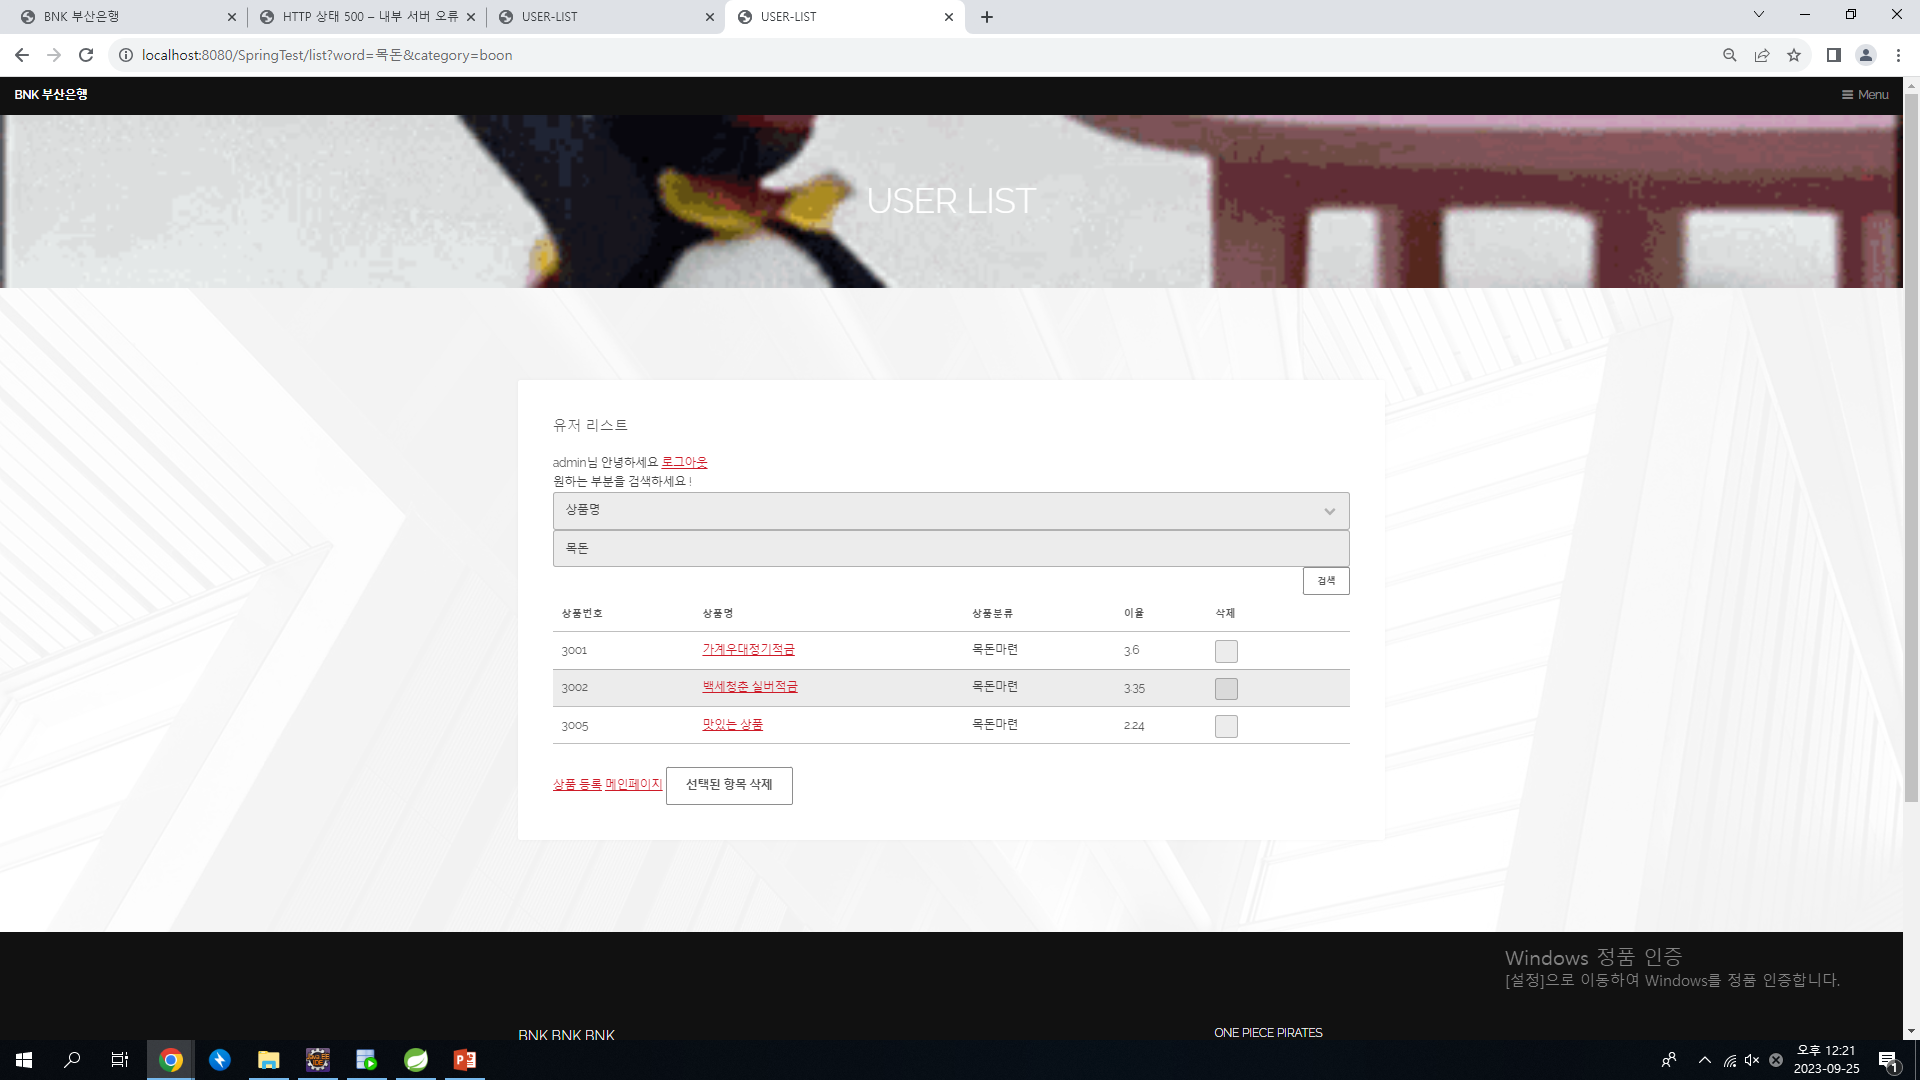 BNK 부산은행
HTTP 상태 500 – 내부 서버 오류
USER-LIST
USER-LIST
localhost:8080/SpringTest/list?word=목돈&category=boon
BNK 부산은행
Menu
USER LIST
유저 리스트
admin님 안녕하세요 로그아웃
원하는 부분을 검색하세요 !
상품명
목돈
검색
상품번호 상품명 상품분류 이율 삭제
3001 가계우대정기적금 목돈마련 3.6
3002 백세청춘 실버적금 목돈마련 3.35
3005 맛있는 상품 목돈마련 2.24
상품 등록 메인페이지 선택된 항목 삭제
Windows 정품 인증
[설정]으로 이동하여 Windows를 정품 인증합니다.
BNK BNK BNK
ONE PIECE PIRATES
오후 12:21
2023-09-25
1